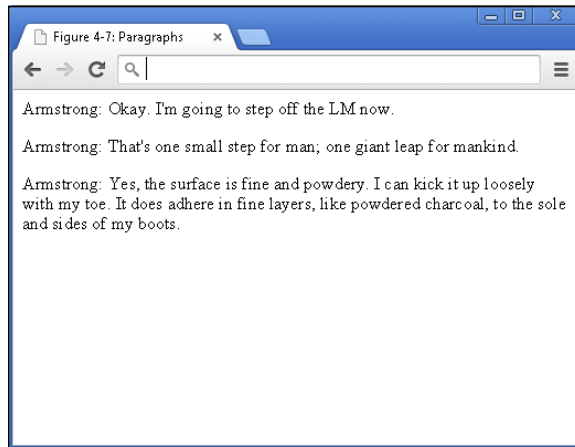 Figure 4-7: Paragraphs
Armstrong: Okay. I'm going to step off the LM now.
Armstrong: That's one small step for man; one giant leap for mankind.
Armstrong: Yes, the surface is fine and powdery. I can kick it up loosely
with my toe. It does adhere in fine layers, like powdered charcoal, to the sole
and sides of my boots.